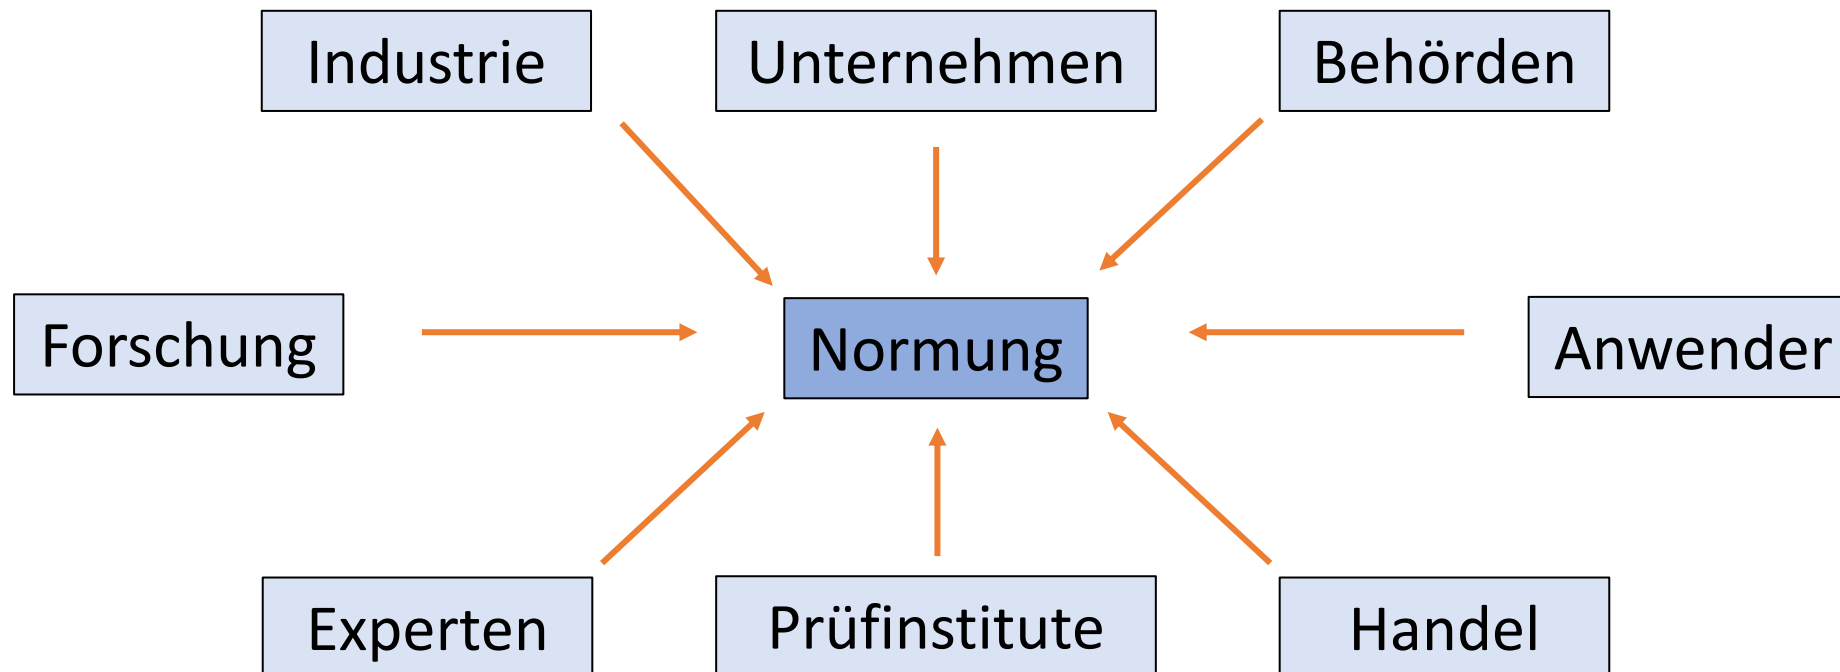 Industrie
Unternehmen
Behörden
Forschung
Normung
Anwender
Experten
Prüfinstitute
Handel